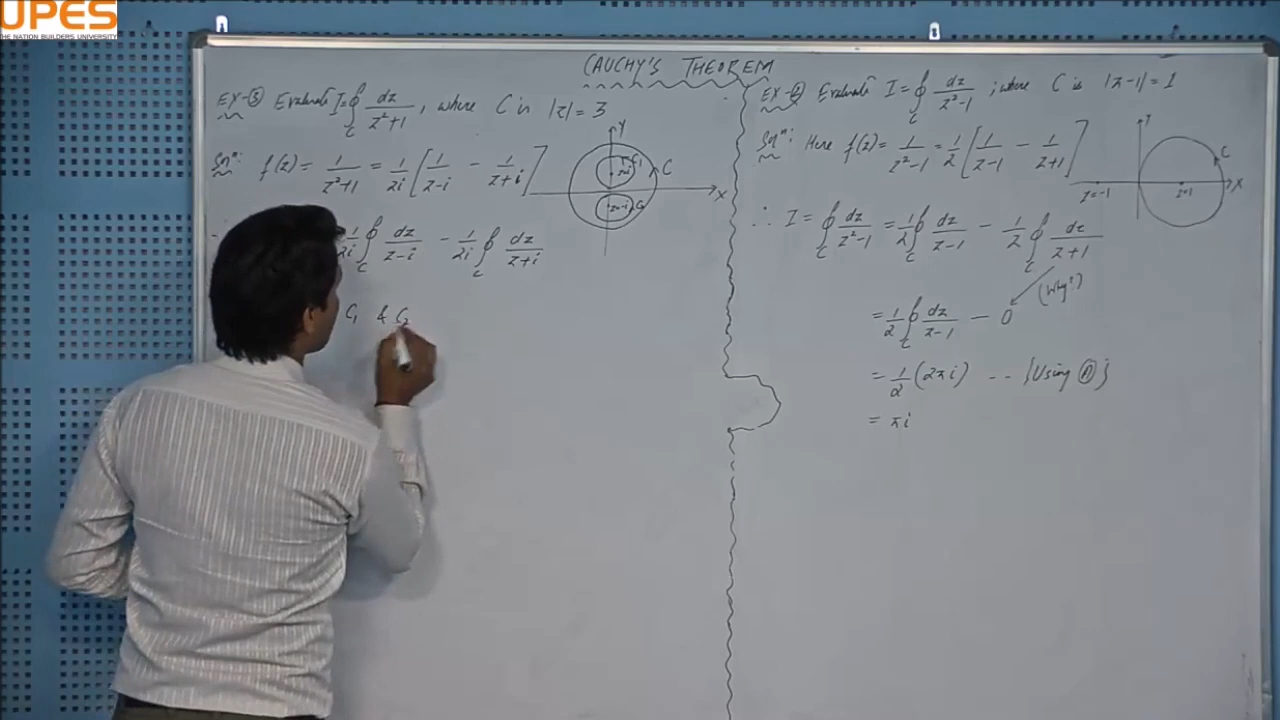 UPES
THE NATION BUILDERS UNIVERSITY
CAUCHY'S THEOREM
EX-③ Evaluate I = ∮_C dz/(z²+1), where C is |z| = 3
Solⁿ: f(z) = 1/(z²+1) = 1/2i [1/(z-i) - 1/(z+i)]
Y
C₁
C
z=i
X
z=-i
C₂
1/2i ∮_C dz/(z-i) - 1/2i ∮_C dz/(z+i)
C₁ & C₂
Evaluate I = ∮_C dz/(z²-1) ; where C is |z-1| = 1
Solⁿ: Here f(z) = 1/(z²-1) = 1/2 [1/(z-1) - 1/(z+1)]
Y
C
X
z=-1
z=1
∴ I = ∮_C dz/(z²-1) = 1/2 ∮_C dz/(z-1) - 1/2 ∮_C dz/(z+1)
(Why?)
= 1/2 ∮_C dz/(z-1) - 0
= 1/2 (2πi) -- {Using Ⓐ}
= πi